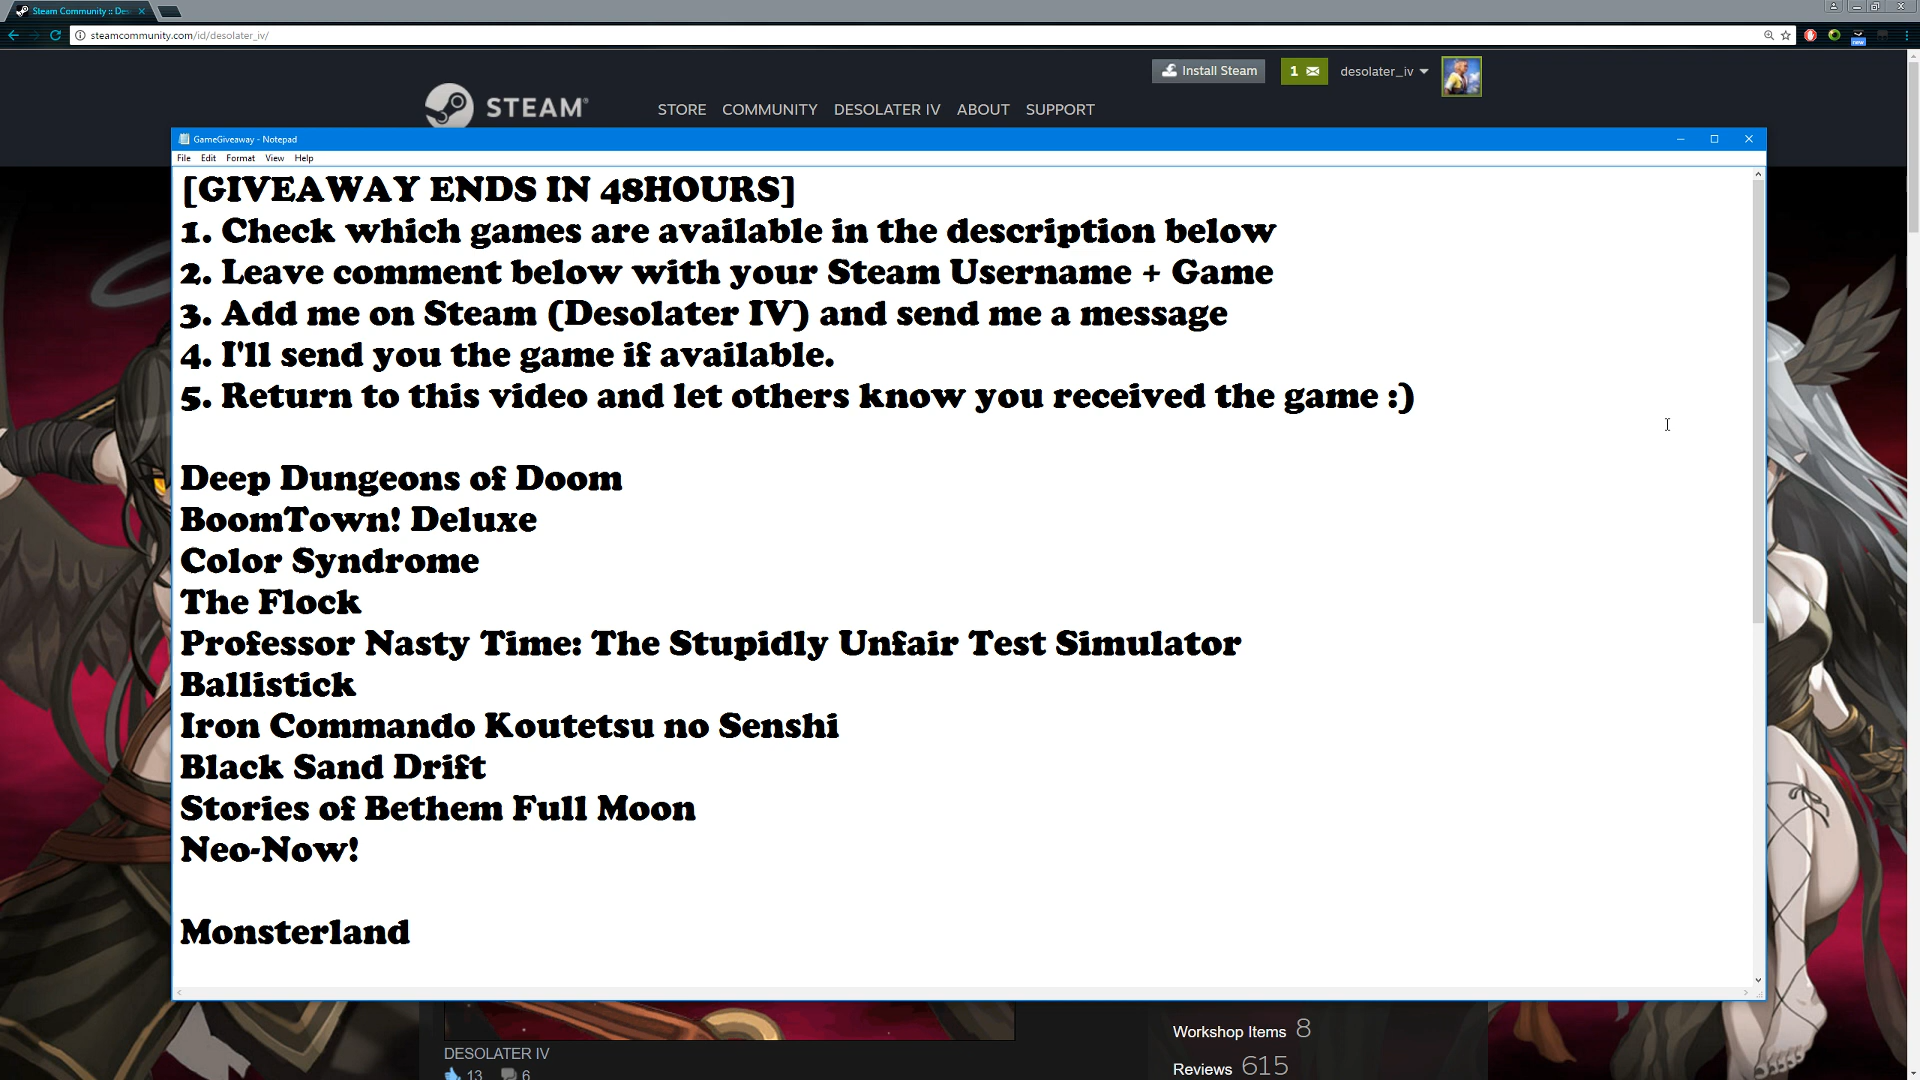 Steam Community :: Des
steamcommunity.com/id/desolater_iv/
new
Install Steam
1
desolater_iv
STEAM®
STORE
COMMUNITY
DESOLATER IV
ABOUT
SUPPORT
GameGiveaway - Notepad
File Edit Format View Help
[GIVEAWAY ENDS IN 48HOURS]
1. Check which games are available in the description below
2. Leave comment below with your Steam Username + Game
3. Add me on Steam (Desolater IV) and send me a message
4. I'll send you the game if available.
5. Return to this video and let others know you received the game :)
Deep Dungeons of Doom
BoomTown! Deluxe
Color Syndrome
The Flock
Professor Nasty Time: The Stupidly Unfair Test Simulator
Ballistick
Iron Commando Koutetsu no Senshi
Black Sand Drift
Stories of Bethem Full Moon
Neo-Now!
Monsterland
DESOLATER IV
13 6
Workshop Items 8
Reviews 615